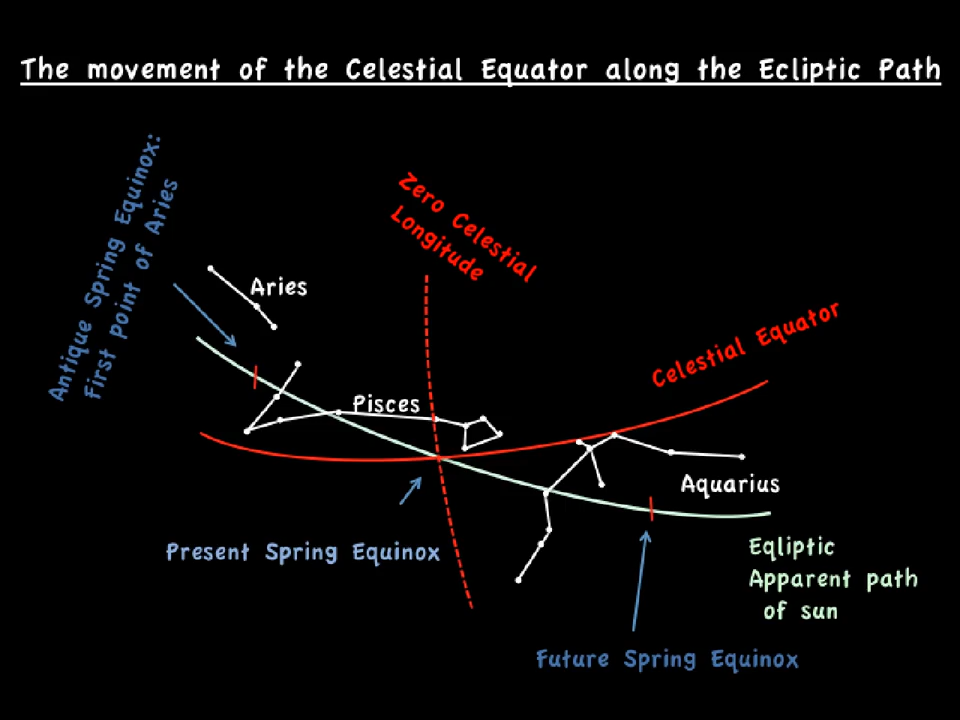 The movement of the Celestial Equator along the Ecliptic Path
Antique Spring Equinox:
First point of Aries
Zero Celestial
Longitude
Aries
Celestial Equator
Pisces
Aquarius
Present Spring Equinox
Eqliptic
Apparent path
of sun
Future Spring Equinox